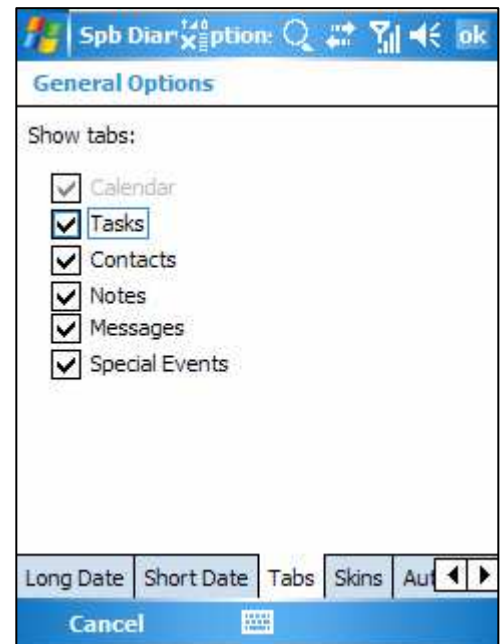 Spb Diar ption: ok
General Options
Show tabs:
Calendar
Tasks
Contacts
Notes
Messages
Special Events
Long Date Short Date Tabs Skins Aut
Cancel